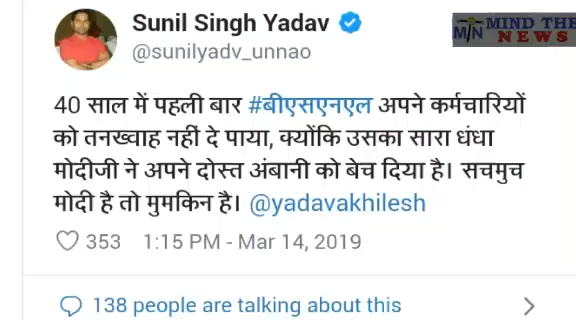 Sunil Singh Yadav
@sunilyadv_unnao
MIND THE
NEWS
MTN
40 साल में पहली बार #बीएसएनएल अपने कर्मचारियों
को तनख्वाह नहीं दे पाया, क्योंकि उसका सारा धंधा
मोदीजी ने अपने दोस्त अंबानी को बेच दिया है। सचमुच
मोदी है तो मुमकिन है। @yadavakhilesh
353 1:15 PM - Mar 14, 2019
138 people are talking about this